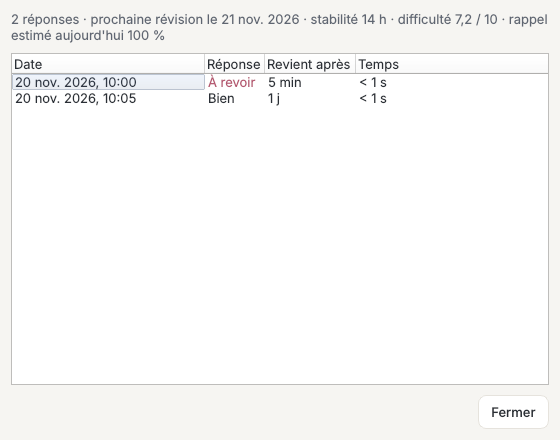 2 réponses · prochaine révision le 21 nov. 2026 · stabilité 14 h · difficulté 7,2 / 10 · rappel
estimé aujourd'hui 100 %
Date Réponse Revient après Temps
20 nov. 2026, 10:00 À revoir 5 min < 1 s
20 nov. 2026, 10:05 Bien 1 j < 1 s
Fermer